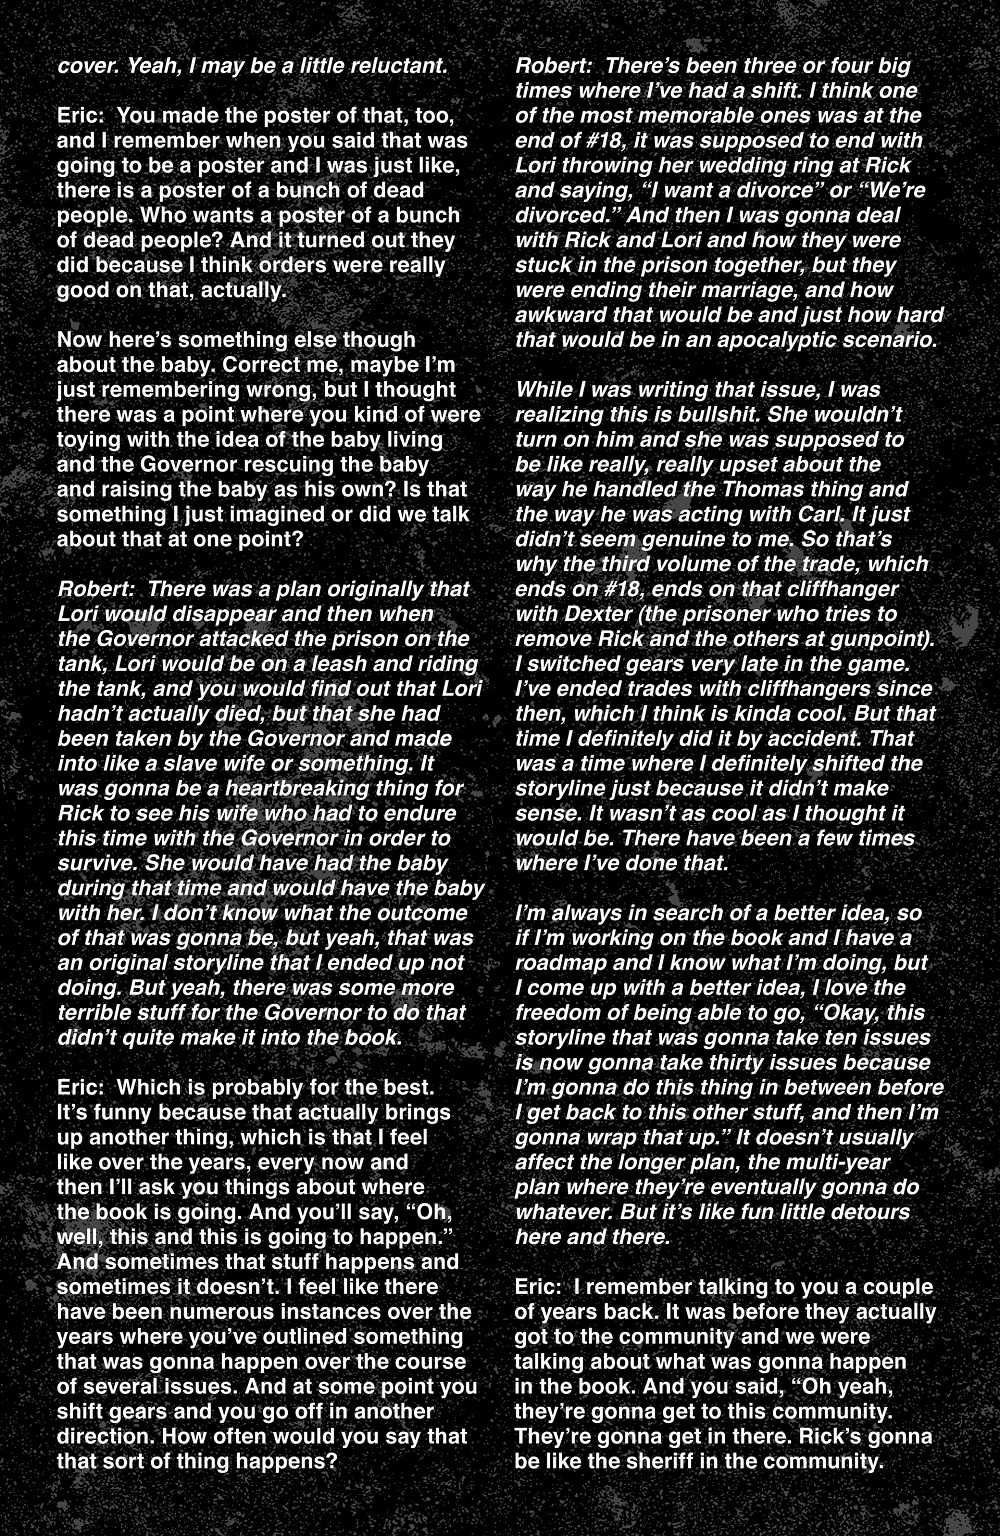 cover. Yeah, I may be a little reluctant.
Eric:  You made the poster of that, too,
and I remember when you said that was
going to be a poster and I was just like,
there is a poster of a bunch of dead
people. Who wants a poster of a bunch
of dead people? And it turned out they
did because I think orders were really
good on that, actually.
Now here’s something else though
about the baby. Correct me, maybe I’m
just remembering wrong, but I thought
there was a point where you kind of were
toying with the idea of the baby living
and the Governor rescuing the baby
and raising the baby as his own? Is that
something I just imagined or did we talk
about that at one point?
Robert:  There was a plan originally that
Lori would disappear and then when
the Governor attacked the prison on the
tank, Lori would be on a leash and riding
the tank, and you would find out that Lori
hadn’t actually died, but that she had
been taken by the Governor and made
into like a slave wife or something. It
was gonna be a heartbreaking thing for
Rick to see his wife who had to endure
this time with the Governor in order to
survive. She would have had the baby
during that time and would have the baby
with her. I don’t know what the outcome
of that was gonna be, but yeah, that was
an original storyline that I ended up not
doing. But yeah, there was some more
terrible stuff for the Governor to do that
didn’t quite make it into the book.
Eric:  Which is probably for the best.
It’s funny because that actually brings
up another thing, which is that I feel
like over the years, every now and
then I’ll ask you things about where
the book is going. And you’ll say, “Oh,
well, this and this is going to happen.”
And sometimes that stuff happens and
sometimes it doesn’t. I feel like there
have been numerous instances over the
years where you’ve outlined something
that was gonna happen over the course
of several issues. And at some point you
shift gears and you go off in another
direction. How often would you say that
that sort of thing happens?
Robert:  There’s been three or four big
times where I’ve had a shift. I think one
of the most memorable ones was at the
end of #18, it was supposed to end with
Lori throwing her wedding ring at Rick
and saying, “I want a divorce” or “We’re
divorced.” And then I was gonna deal
with Rick and Lori and how they were
stuck in the prison together, but they
were ending their marriage, and how
awkward that would be and just how hard
that would be in an apocalyptic scenario.
While I was writing that issue, I was
realizing this is bullshit. She wouldn’t
turn on him and she was supposed to
be like really, really upset about the
way he handled the Thomas thing and
the way he was acting with Carl. It just
didn’t seem genuine to me. So that’s
why the third volume of the trade, which
ends on #18, ends on that cliffhanger
with Dexter (the prisoner who tries to
remove Rick and the others at gunpoint).
I switched gears very late in the game.
I’ve ended trades with cliffhangers since
then, which I think is kinda cool. But that
time I definitely did it by accident. That
was a time where I definitely shifted the
storyline just because it didn’t make
sense. It wasn’t as cool as I thought it
would be. There have been a few times
where I’ve done that.
I’m always in search of a better idea, so
if I’m working on the book and I have a
roadmap and I know what I’m doing, but
I come up with a better idea, I love the
freedom of being able to go, “Okay, this
storyline that was gonna take ten issues
is now gonna take thirty issues because
I’m gonna do this thing in between before
I get back to this other stuff, and then I’m
gonna wrap that up.” It doesn’t usually
affect the longer plan, the multi-year
plan where they’re eventually gonna do
whatever. But it’s like fun little detours
here and there.
Eric:  I remember talking to you a couple
of years back. It was before they actually
got to the community and we were
talking about what was gonna happen
in the book. And you said, “Oh yeah,
they’re gonna get to this community.
They’re gonna get in there. Rick’s gonna
be like the sheriff in the community.